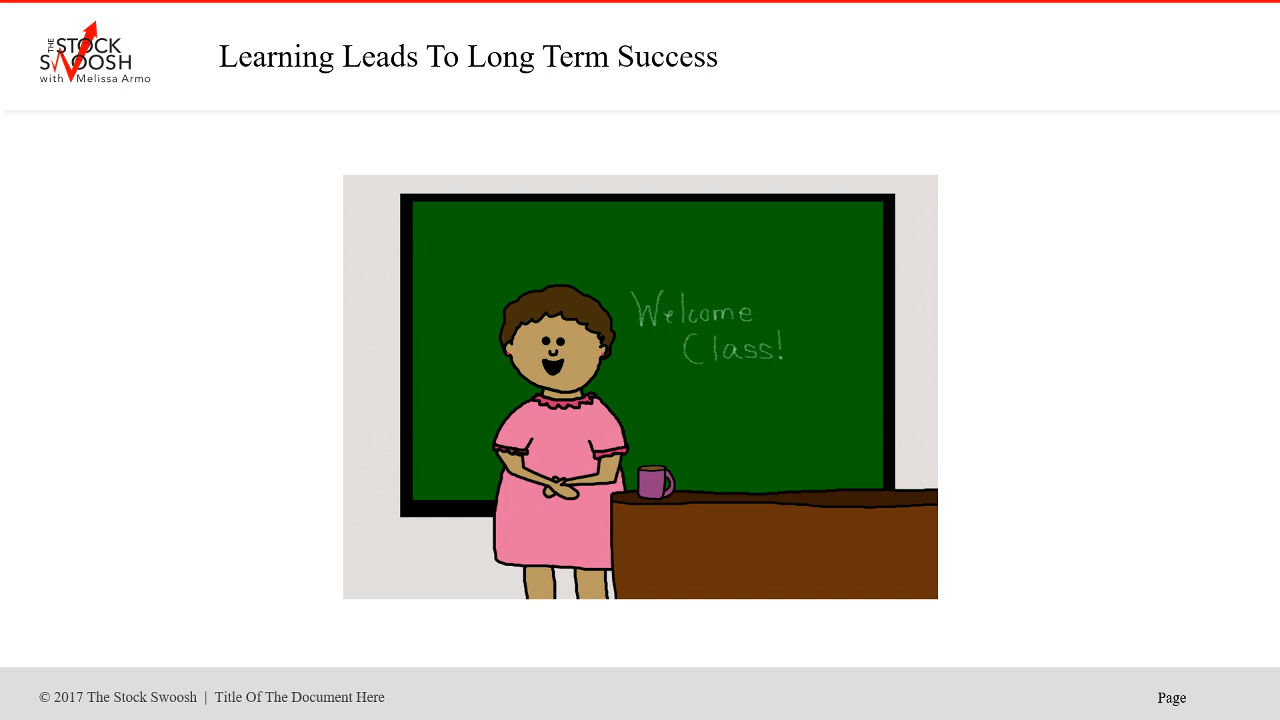 THE
STOCK
SWOOSH
with Melissa Armo
Learning Leads To Long Term Success
Welcome
Class!
© 2017 The Stock Swoosh | Title Of The Document Here
Page